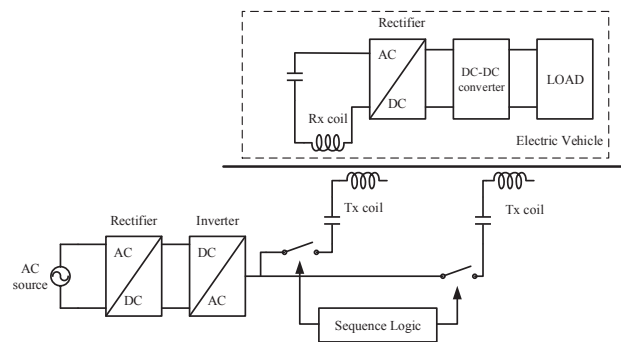 Rectifier
AC
DC
DC-DC
converter
LOAD
Rx coil
Electric Vehicle
Tx coil
Tx coil
Rectifier
Inverter
AC
source
AC
DC
DC
AC
Sequence Logic